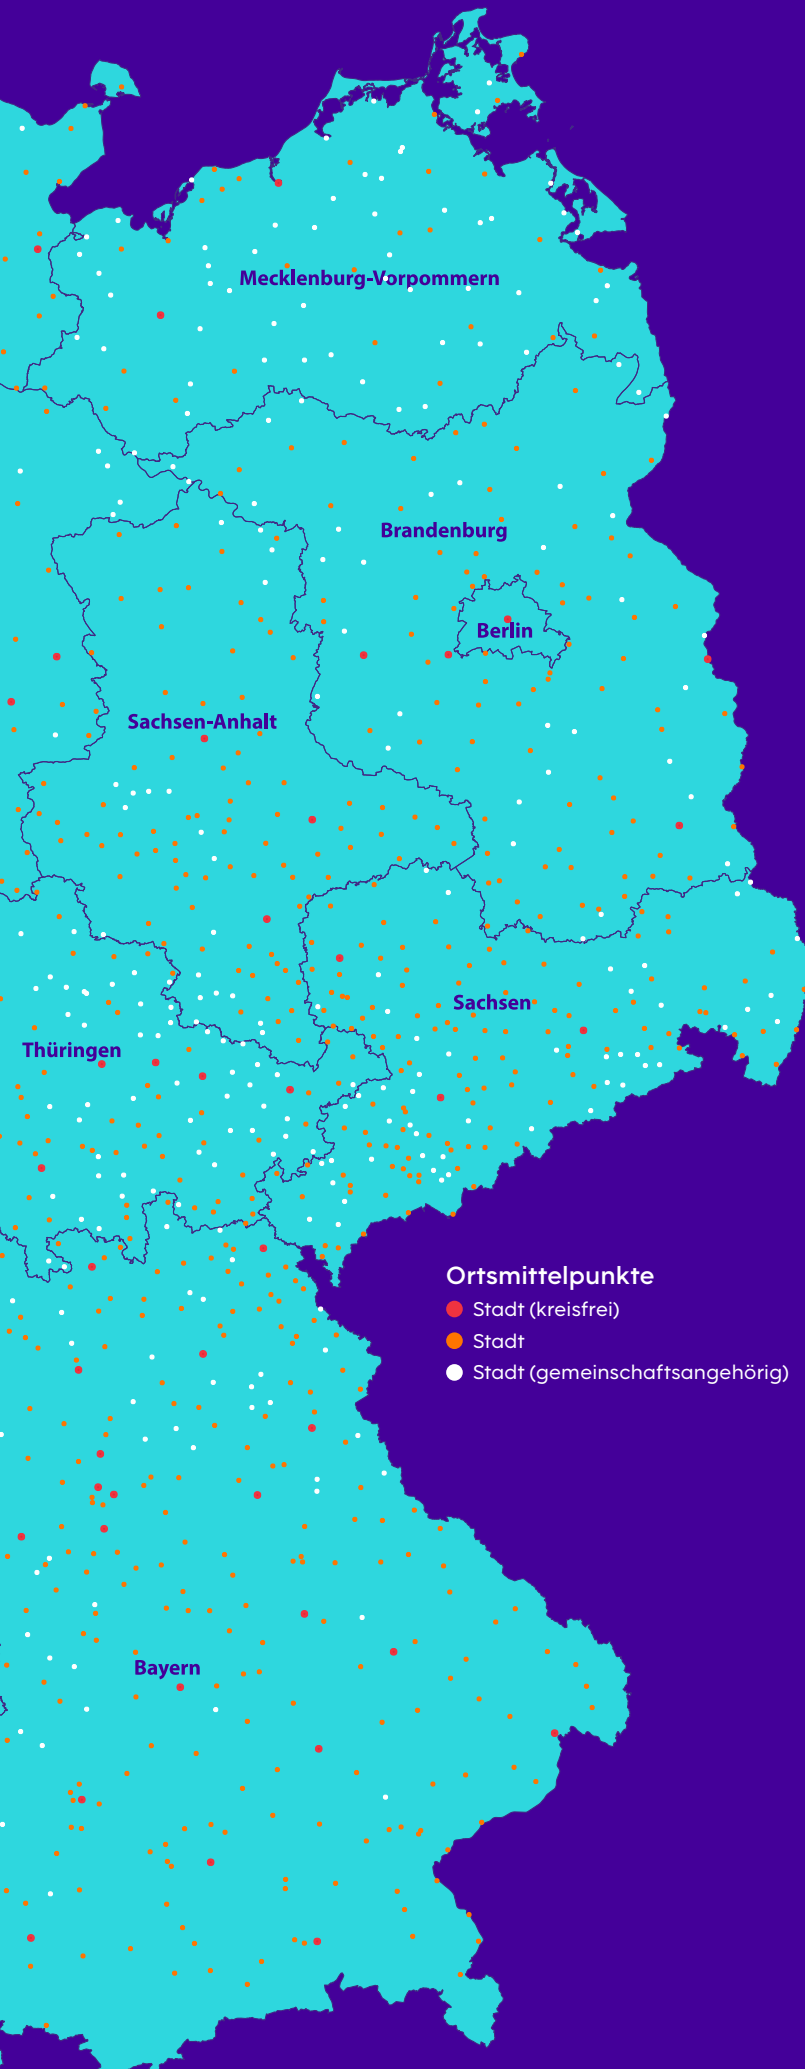 Mecklenburg-Vorpommern
Brandenburg
Berlin
Sachsen-Anhalt
Sachsen
Thüringen
Ortsmittelpunkte
Stadt (kreisfrei)
Stadt
Stadt (gemeinschaftsangehörig)
Bayern